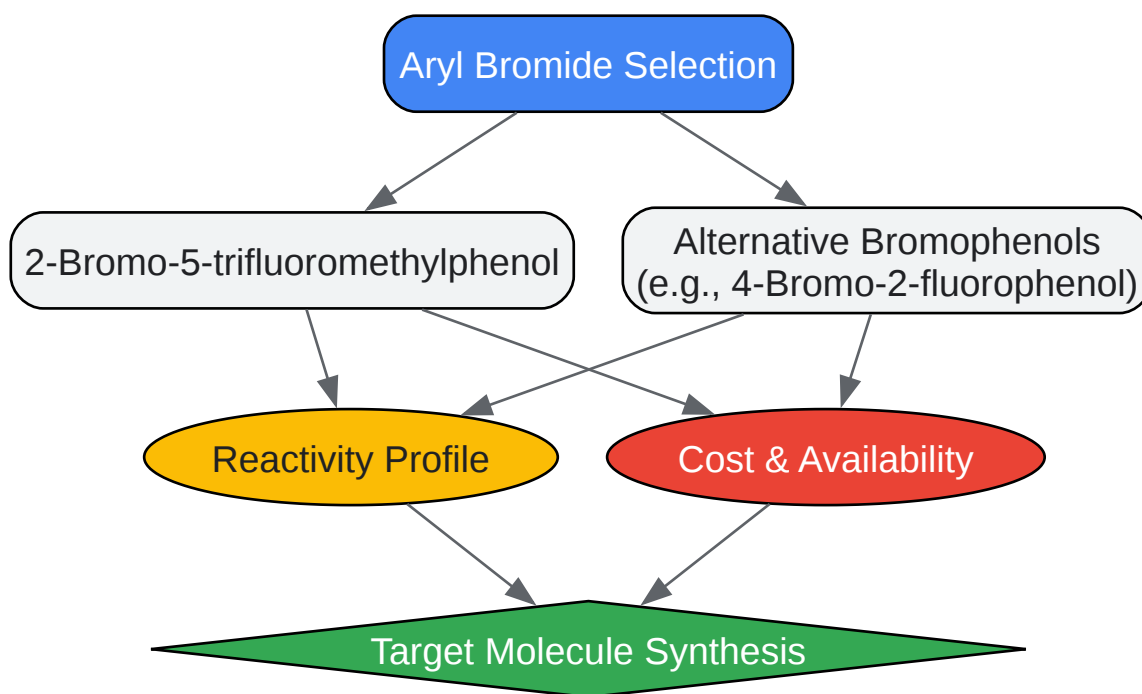 Aryl Bromide Selection
2-Bromo-5-trifluoromethylphenol
Alternative Bromophenols
(e.g., 4-Bromo-2-fluorophenol)
Reactivity Profile
Cost & Availability
Target Molecule Synthesis